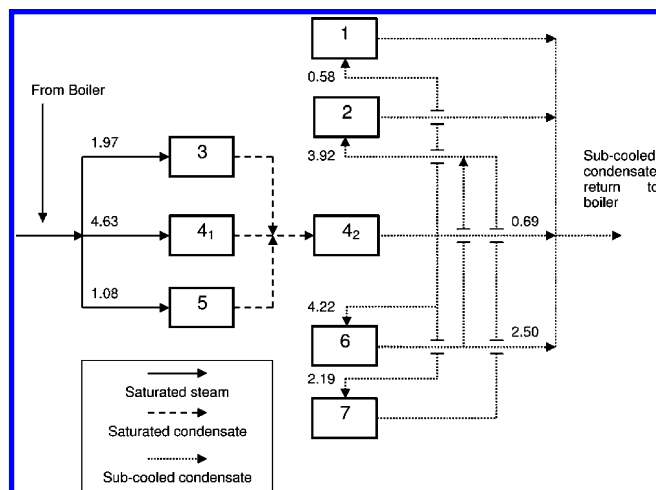 1
0.58
From Boiler
2
1.97
3
3.92
Sub-cooled
condensate
return to
boiler
4.63
4₁
4₂
0.69
1.08
5
4.22
6
2.50
2.19
7
Saturated steam
Saturated condensate
Sub-cooled condensate